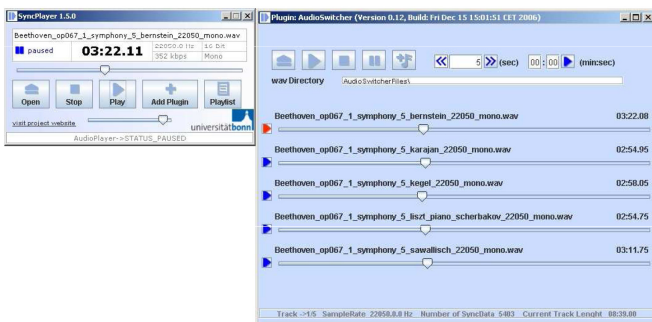 SyncPlayer 1.5.0
Beethoven_op067_1_symphony_5_bernstein_22050_mono.wav
paused 03:22.11 22050.0 Hz 16 Bit
352 kbps Mono
Open Stop Play Add Plugin Playlist
visit project website
universität bonn
AudioPlayer->STATUS_PAUSED
Plugin: AudioSwitcher (Version 0.12, Build: Fri Dec 15 15:01:51 CET 2006)
5 (sec) 00 : 00 (min:sec)
wav Directory AudioSwitcherFiles\
Beethoven_op067_1_symphony_5_bernstein_22050_mono.wav 03:22.08
Beethoven_op067_1_symphony_5_karajan_22050_mono.wav 02:54.95
Beethoven_op067_1_symphony_5_kegel_22050_mono.wav 02:58.05
Beethoven_op067_1_symphony_5_liszt_piano_scherbakov_22050_mono.wav 02:54.75
Beethoven_op067_1_symphony_5_sawallisch_22050_mono.wav 03:11.75
Track ->1/5 SampleRate 22050.0.0 Hz Number of SyncData 5403 Current Track Lenght 08:39.00